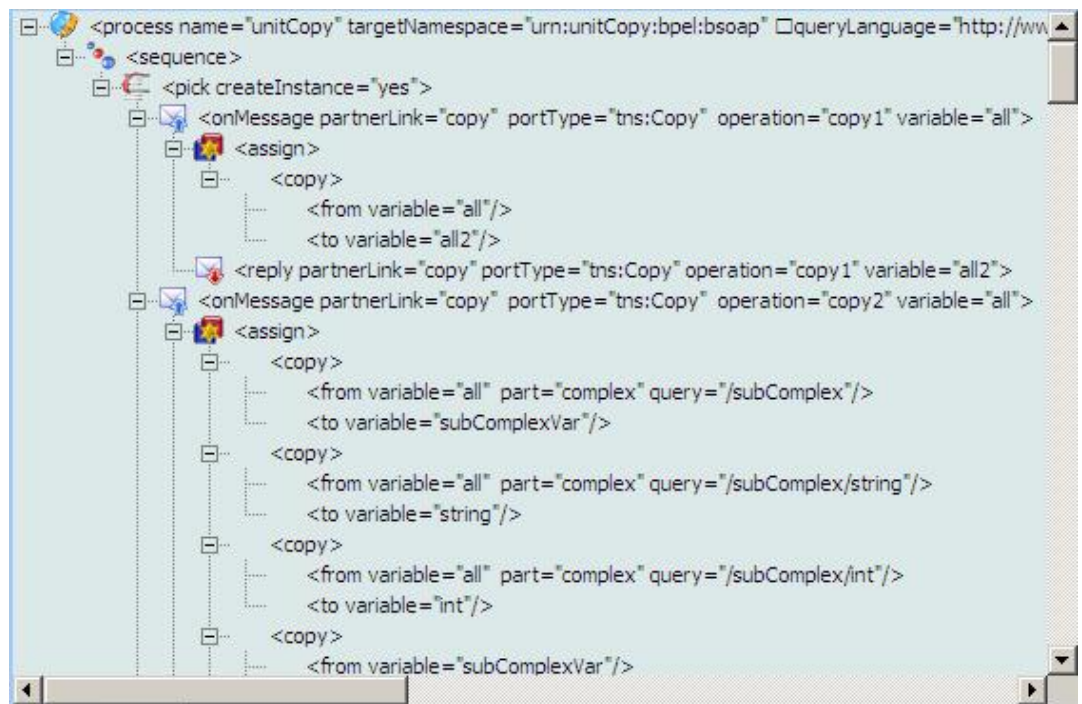 <process name="unitCopy" targetNamespace="urn:unitCopy:bpel:bsoap" □queryLanguage="http://ww
<sequence>
<pick createInstance="yes">
<onMessage partnerLink="copy" portType="tns:Copy" operation="copy1" variable="all">
<assign>
<copy>
<from variable="all"/>
<to variable="all2"/>
<reply partnerLink="copy" portType="tns:Copy" operation="copy1" variable="all2">
<onMessage partnerLink="copy" portType="tns:Copy" operation="copy2" variable="all">
<assign>
<copy>
<from variable="all" part="complex" query="/subComplex"/>
<to variable="subComplexVar"/>
<copy>
<from variable="all" part="complex" query="/subComplex/string"/>
<to variable="string"/>
<copy>
<from variable="all" part="complex" query="/subComplex/int"/>
<to variable="int"/>
<copy>
<from variable="subComplexVar"/>